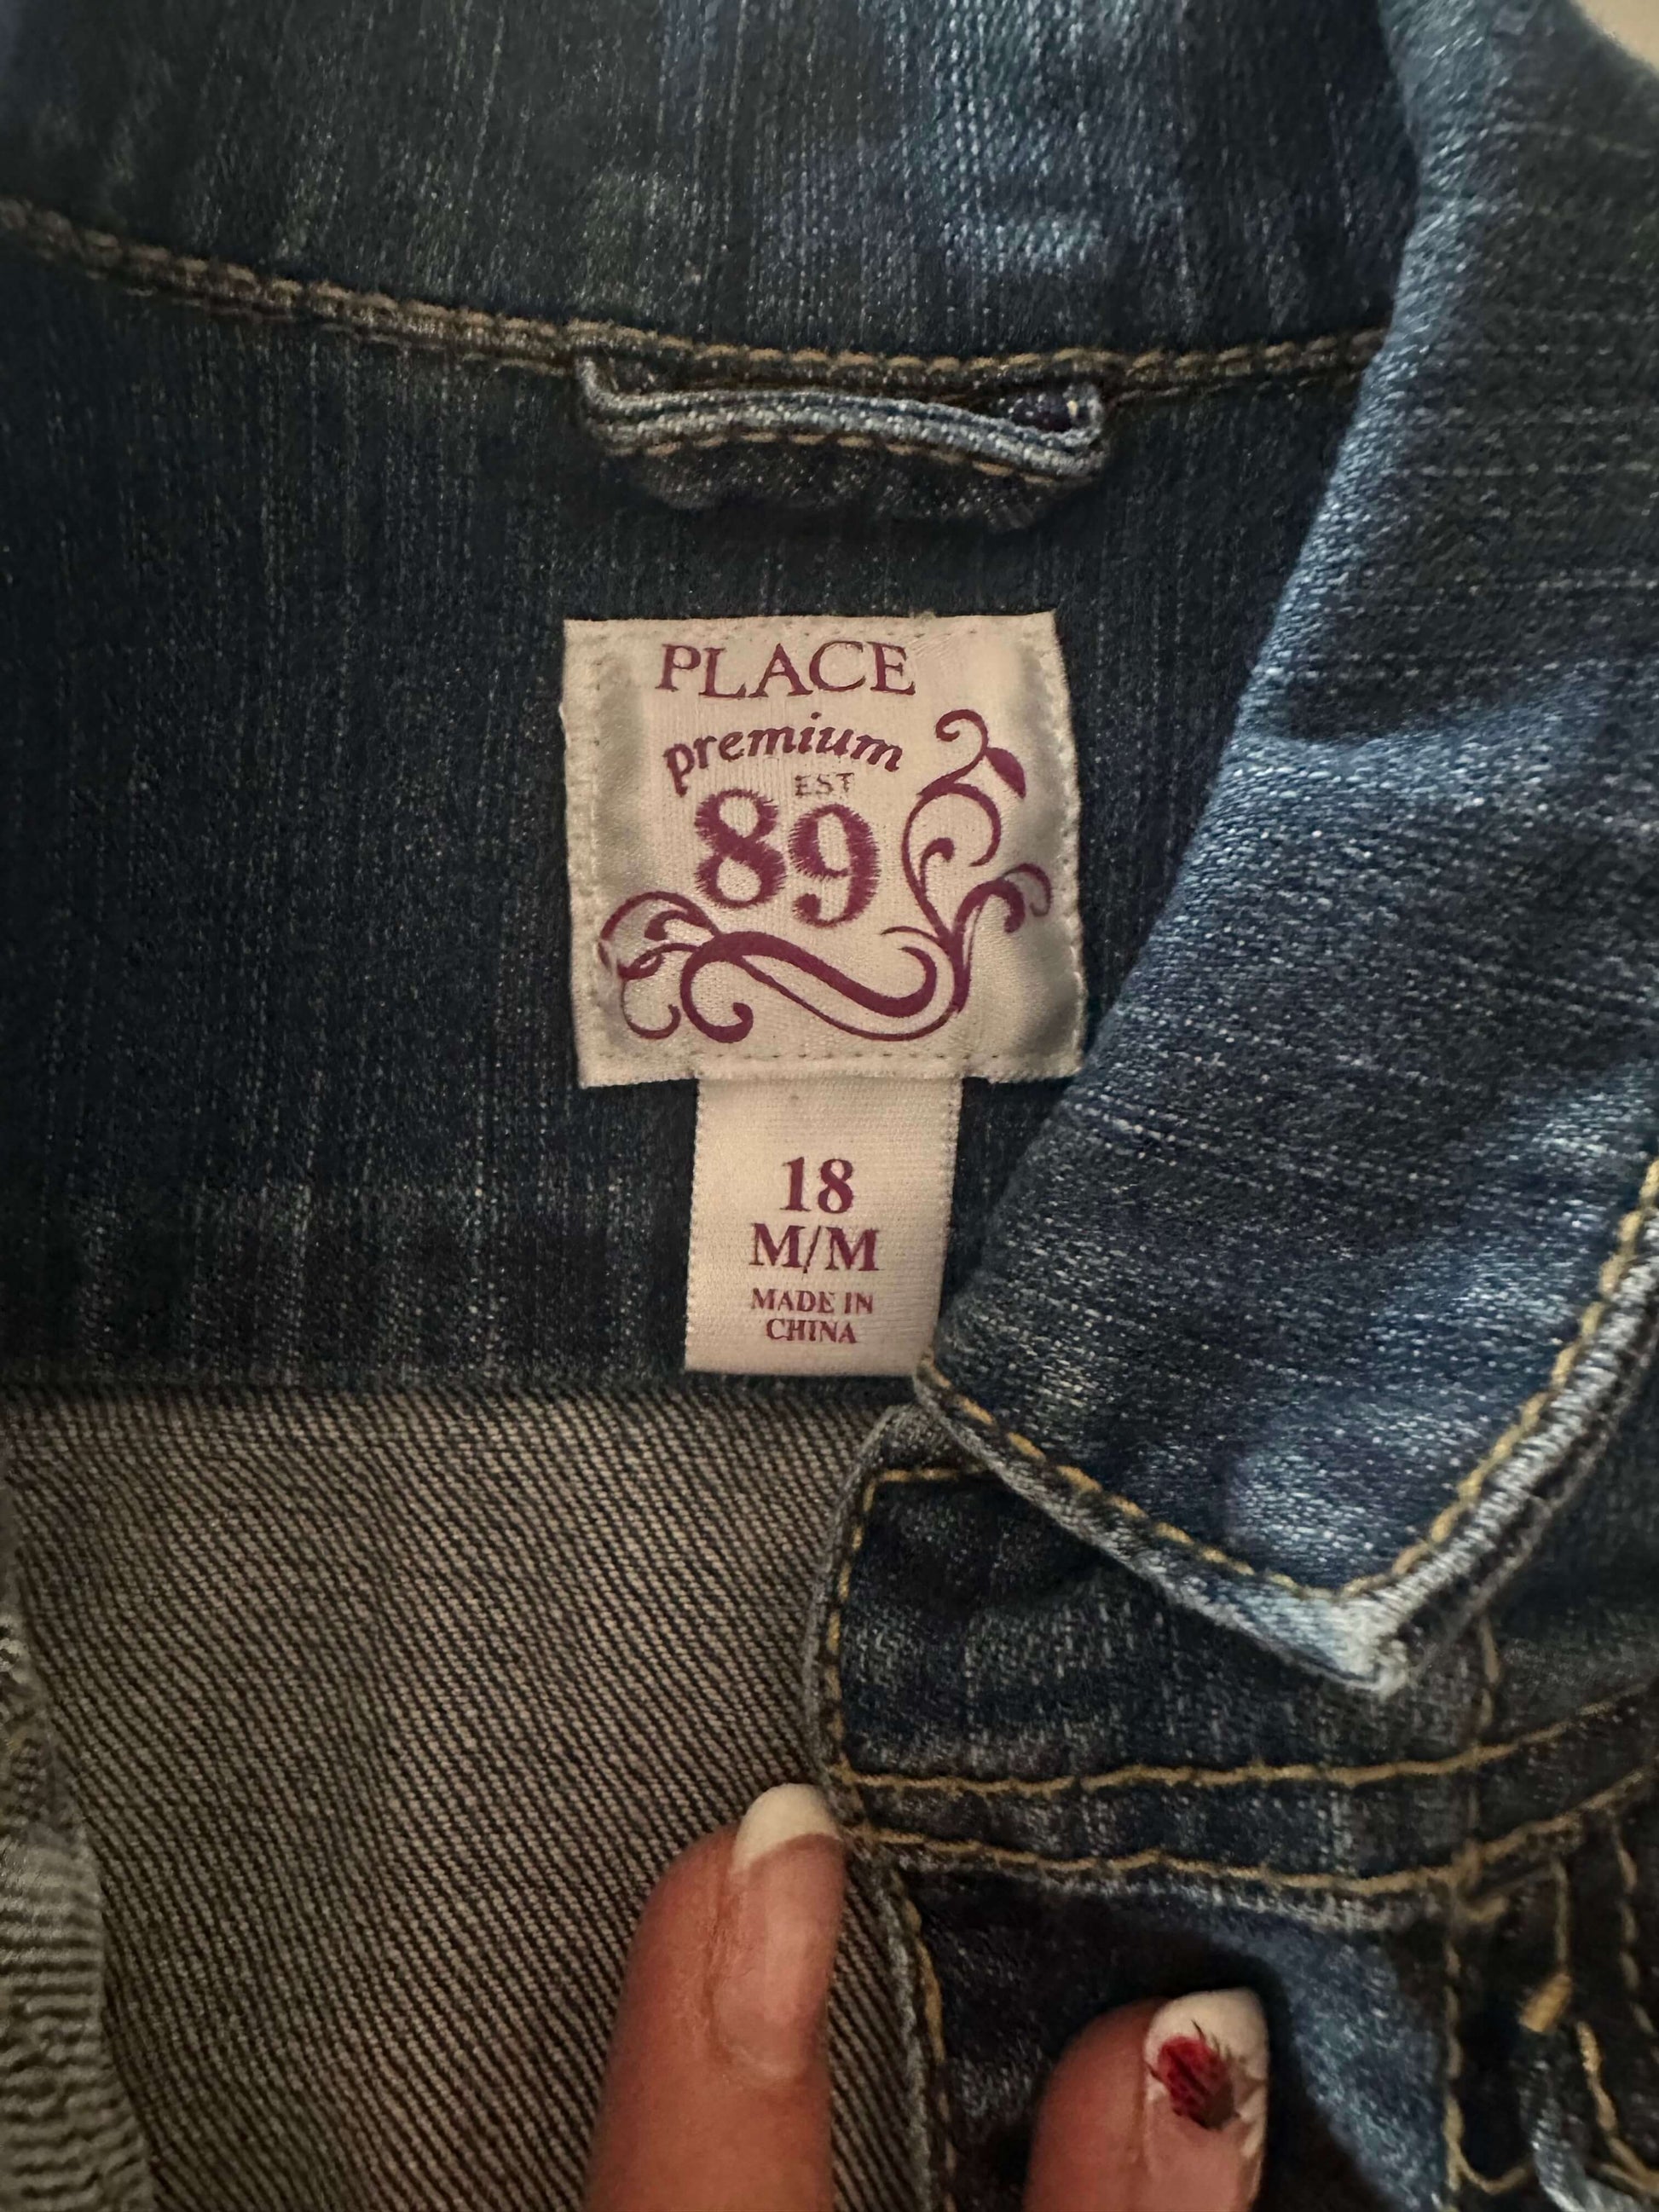 PLACE
premium
EST
89
18
M/M
MADE IN
CHINA